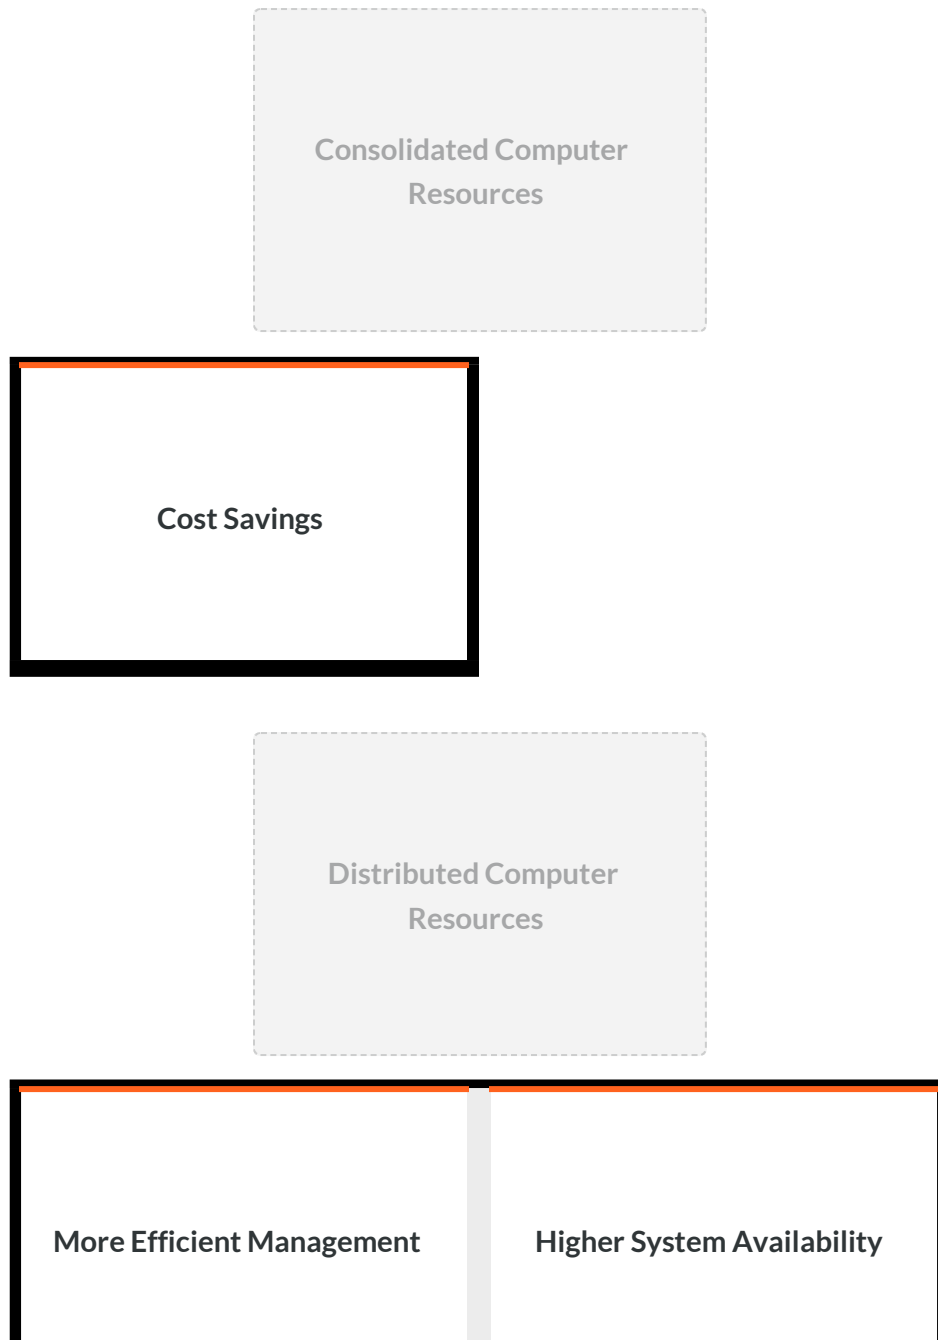 Consolidated Computer
Resources
Cost Savings
Distributed Computer
Resources
More Efficient Management
Higher System Availability